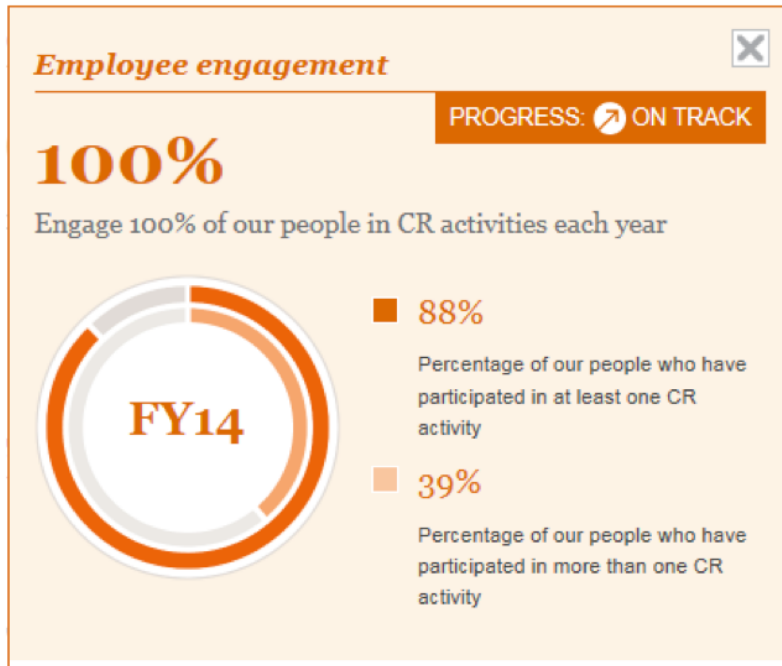 Employee engagement
PROGRESS: ON TRACK
100%
Engage 100% of our people in CR activities each year
FY14
88%
Percentage of our people who have
participated in at least one CR
activity
39%
Percentage of our people who have
participated in more than one CR
activity